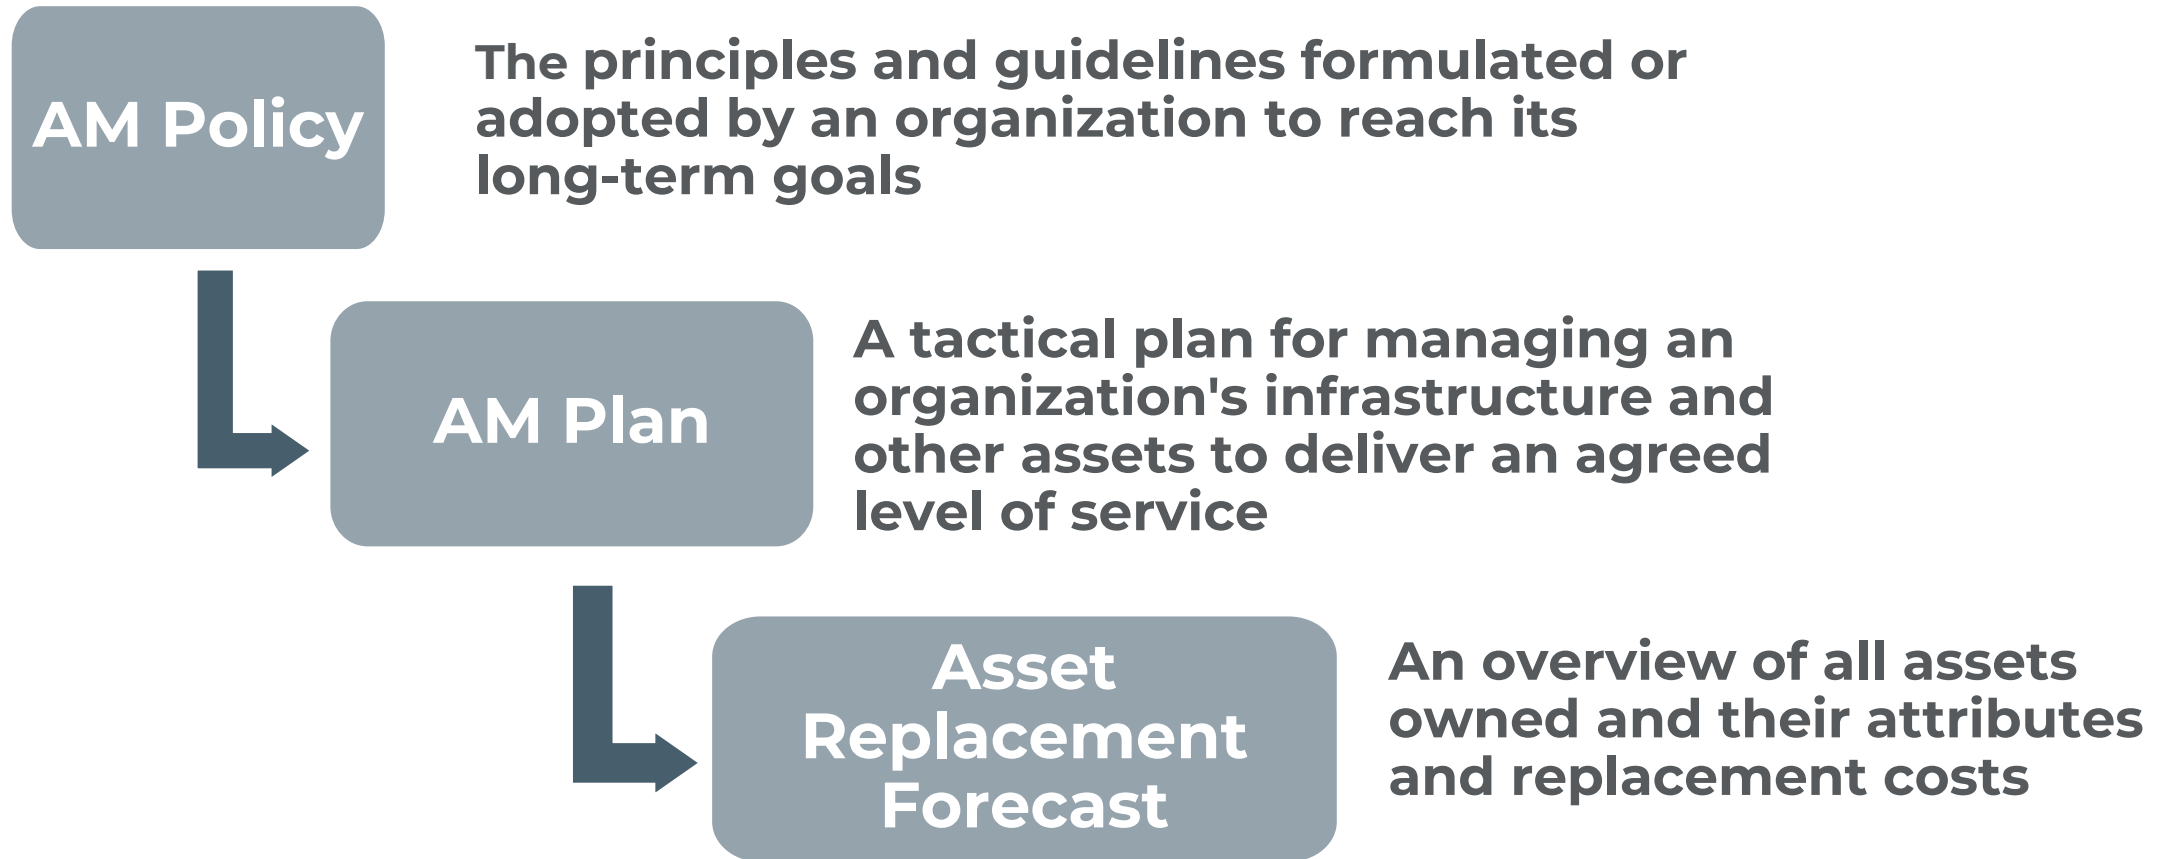 AM Policy
The principles and guidelines formulated or
adopted by an organization to reach its
long-term goals
AM Plan
A tactical plan for managing an
organization's infrastructure and
other assets to deliver an agreed
level of service
Asset
Replacement
Forecast
An overview of all assets
owned and their attributes
and replacement costs